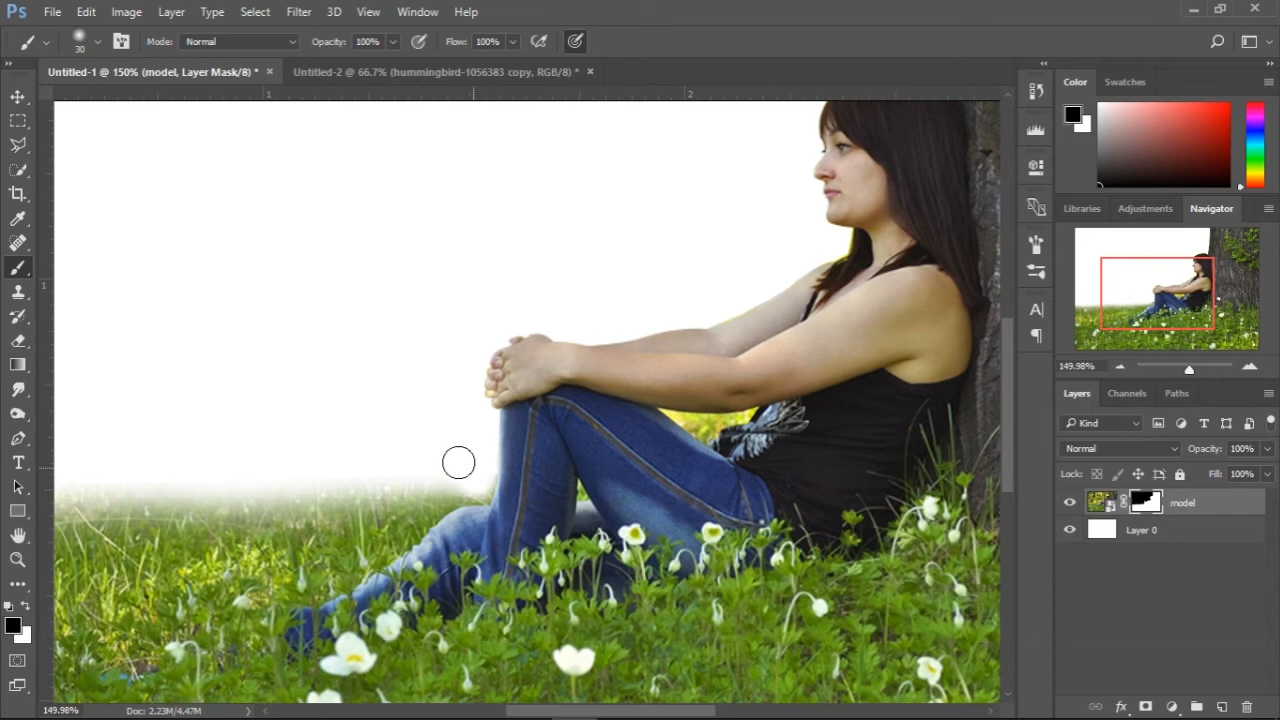 Ps File Edit Image Layer Type Select Filter 3D View Window Help
30 Mode: Normal Opacity: 100% Flow: 100%
Untitled-1 @ 150% (model, Layer Mask/8) * × Untitled-2 @ 66.7% (hummingbird-1056383 copy, RGB/8) * ×
Color Swatches
1 2
1
Libraries Adjustments Navigator
149.98%
Layers Channels Paths
Kind
Normal Opacity: 100%
Lock: Fill: 100%
model
Layer 0
149.98% Doc: 2.23M/4.47M